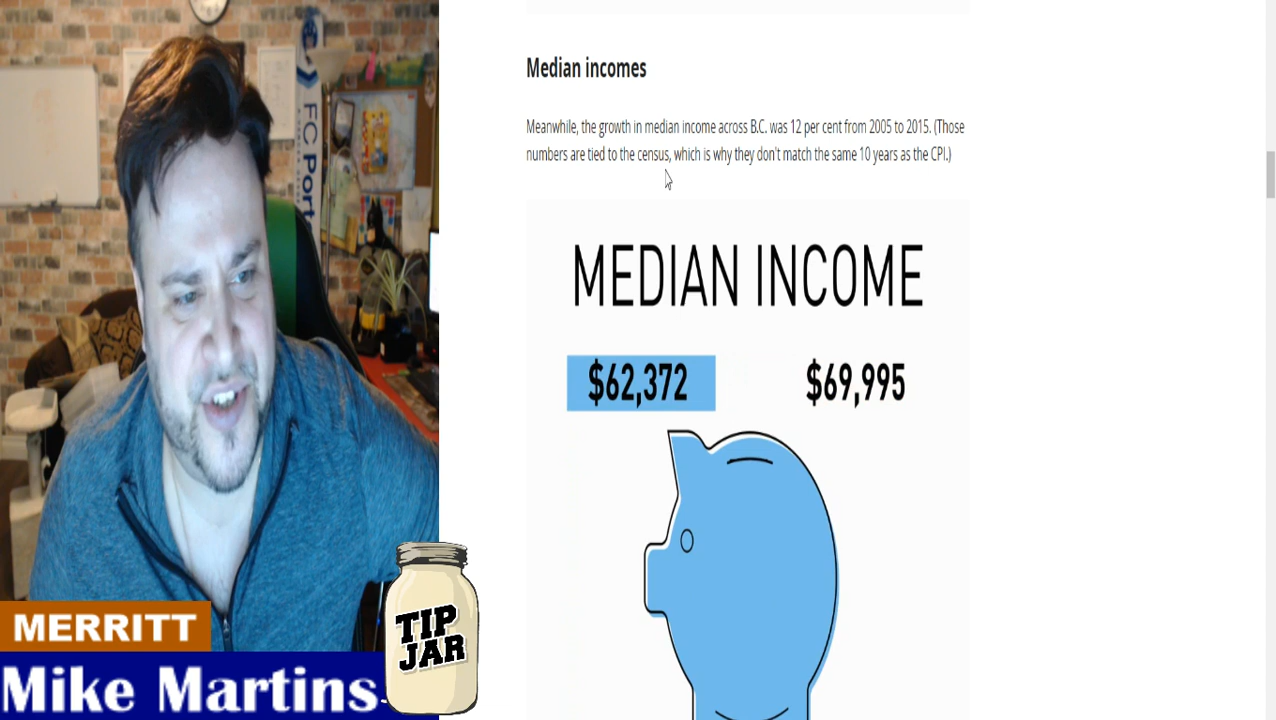 FC Port
Median incomes
Meanwhile, the growth in median income across B.C. was 12 per cent from 2005 to 2015. (Those
numbers are tied to the census, which is why they don't match the same 10 years as the CPI.)
MEDIAN INCOME
$62,372 $69,995
MERRITT
Mike Martins
TIP
JAR